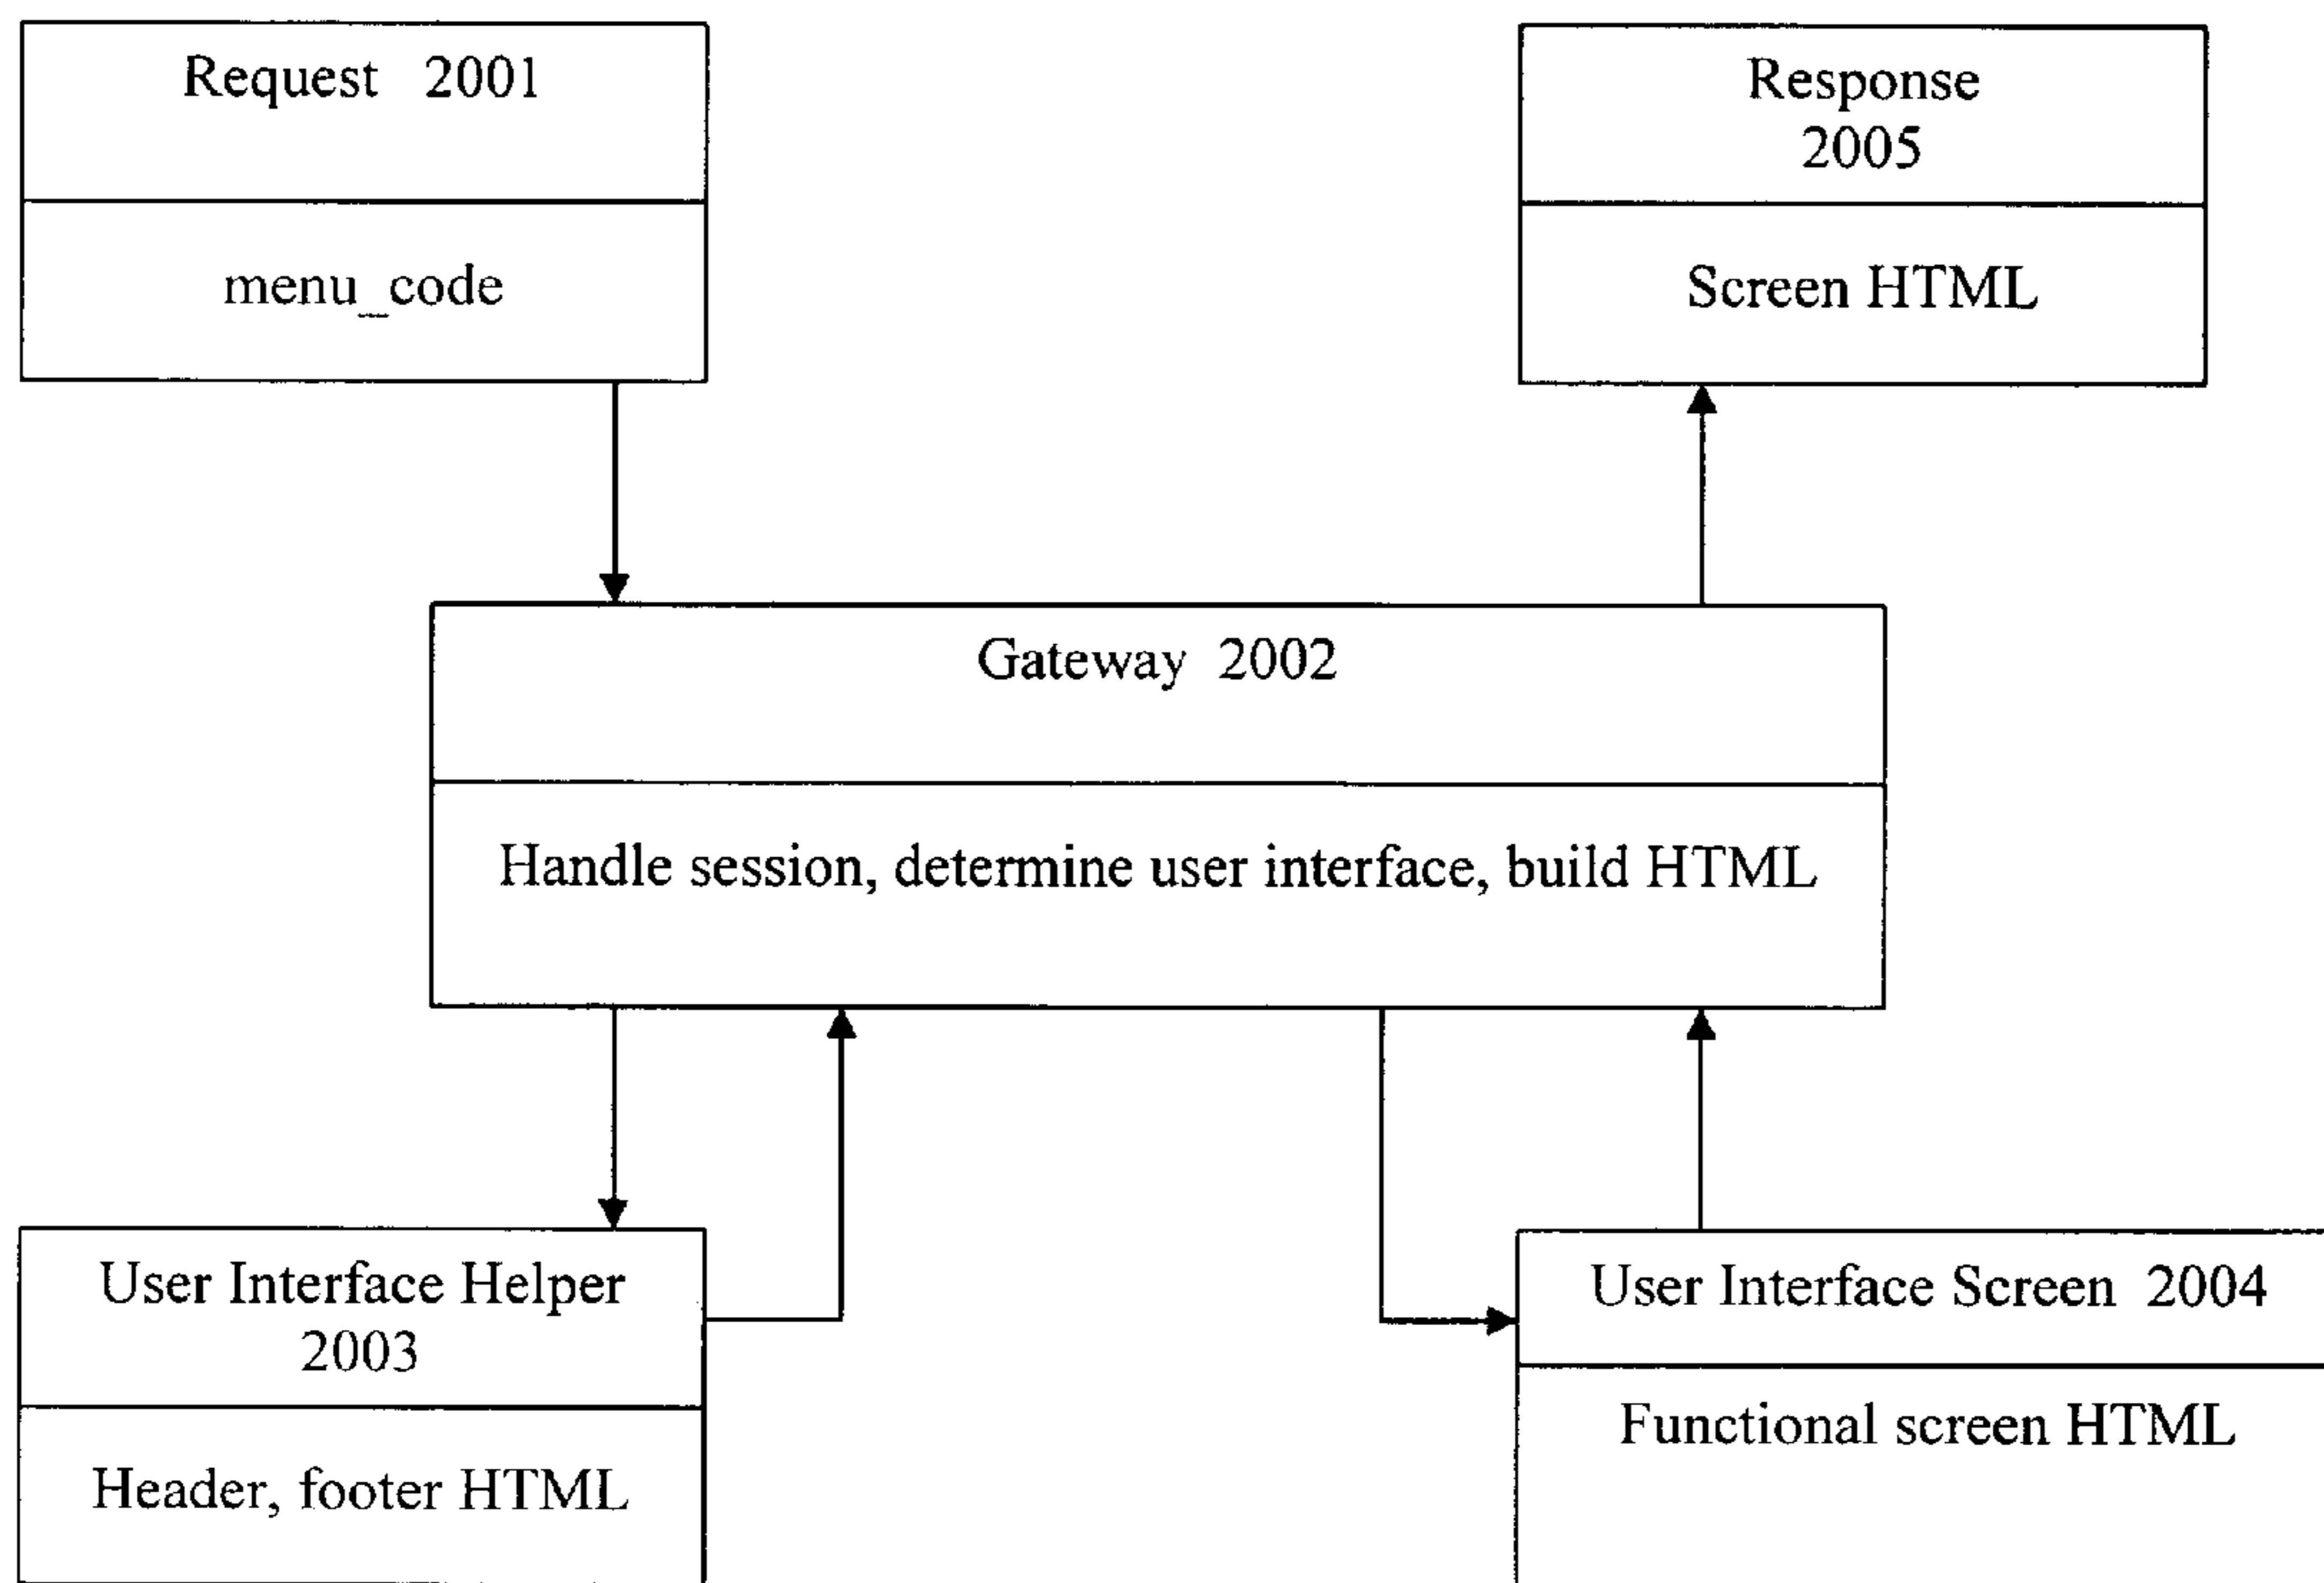 Request 2001
menu_code
Response
2005
Screen HTML
Gateway 2002
Handle session, determine user interface, build HTML
User Interface Helper
2003
Header, footer HTML
User Interface Screen 2004
Functional screen HTML